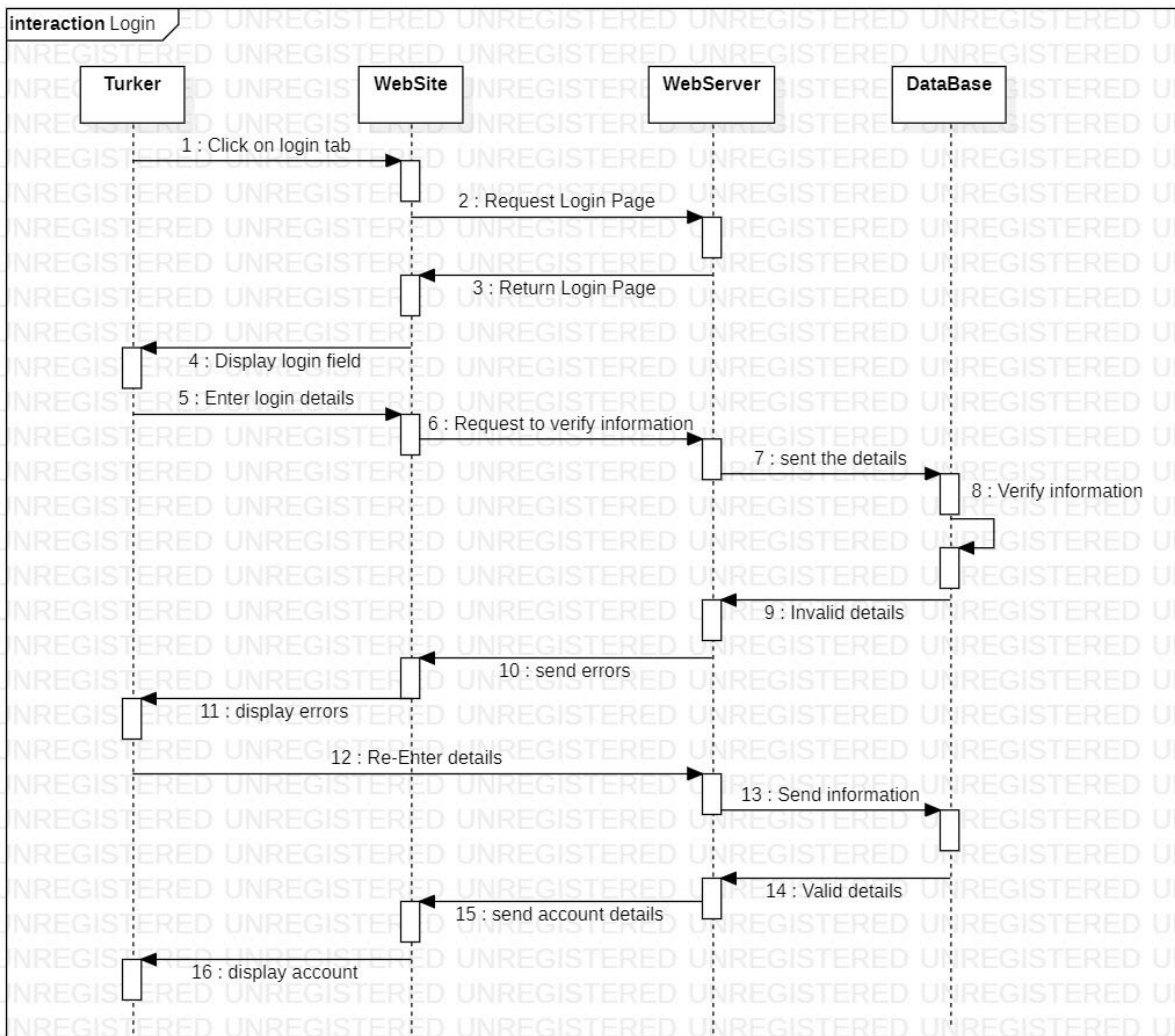 interaction Login
Turker
WebSite
WebServer
DataBase
1 : Click on login tab
2 : Request Login Page
3 : Return Login Page
4 : Display login field
5 : Enter login details
6 : Request to verify information
7 : sent the details
8 : Verify information
9 : Invalid details
10 : send errors
11 : display errors
12 : Re-Enter details
13 : Send information
14 : Valid details
15 : send account details
16 : display account
UNREGISTERED